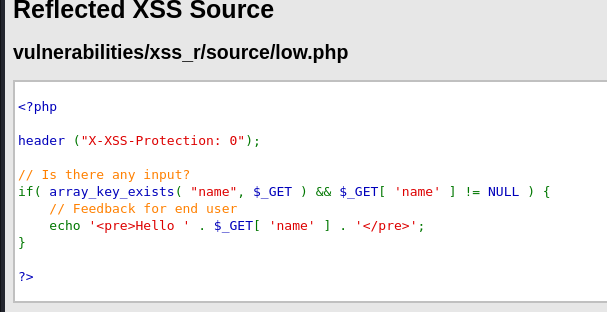 Reflected XSS Source
vulnerabilities/xss_r/source/low.php
<?php
header ("X-XSS-Protection: 0");
// Is there any input?
if( array_key_exists( "name", $_GET ) && $_GET[ 'name' ] != NULL ) {
    // Feedback for end user
    echo '<pre>Hello ' . $_GET[ 'name' ] . '</pre>';
}
?>